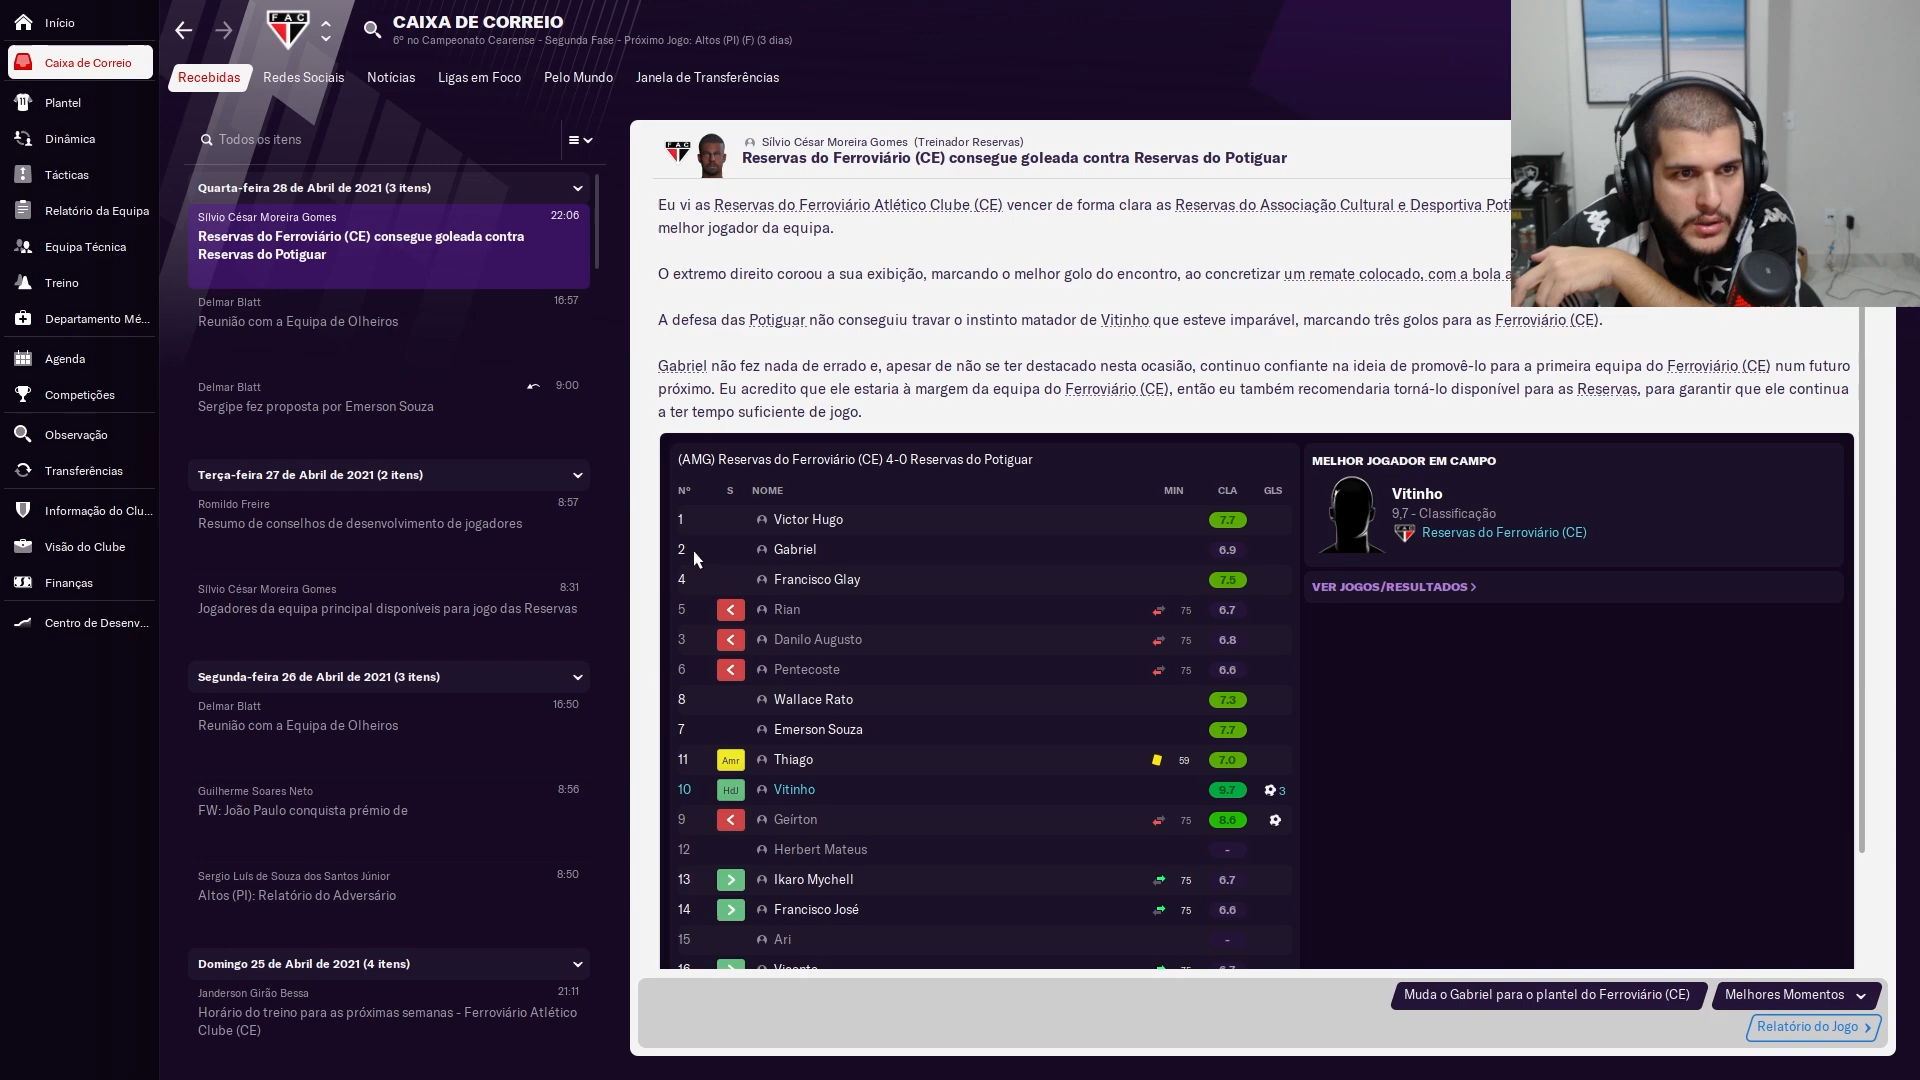 Início
Caixa de Correio
Plantel
Dinâmica
Tácticas
Relatório da Equipa
Equipa Técnica
Treino
Departamento Mé...
Agenda
Competições
Observação
Transferências
Informação do Clu...
Visão do Clube
Finanças
Centro de Desenv...
FAC
CAIXA DE CORREIO
6º no Campeonato Cearense - Segunda Fase - Próximo Jogo: Altos (PI) (F) (3 dias)
Recebidas Redes Sociais Notícias Ligas em Foco Pelo Mundo Janela de Transferências
Todos os itens
Quarta-feira 28 de Abril de 2021 (3 itens)
Sílvio César Moreira Gomes 22:06
Reservas do Ferroviário (CE) consegue goleada contra
Reservas do Potiguar
Delmar Blatt 16:57
Reunião com a Equipa de Olheiros
Delmar Blatt 9:00
Sergipe fez proposta por Emerson Souza
Terça-feira 27 de Abril de 2021 (2 itens)
Romildo Freire 8:57
Resumo de conselhos de desenvolvimento de jogadores
Sílvio César Moreira Gomes 8:31
Jogadores da equipa principal disponíveis para jogo das Reservas
Segunda-feira 26 de Abril de 2021 (3 itens)
Delmar Blatt 16:50
Reunião com a Equipa de Olheiros
Guilherme Soares Neto 8:56
FW: João Paulo conquista prémio de
Sergio Luís de Souza dos Santos Júnior 8:50
Altos (PI): Relatório do Adversário
Domingo 25 de Abril de 2021 (4 itens)
Janderson Girão Bessa 21:11
Horário do treino para as próximas semanas - Ferroviário Atlético
Clube (CE)
FAC
Sílvio César Moreira Gomes (Treinador Reservas)
Reservas do Ferroviário (CE) consegue goleada contra Reservas do Potiguar
Eu vi as Reservas do Ferroviário Atlético Clube (CE) vencer de forma clara as Reservas do Associação Cultural e Desportiva Poti
melhor jogador da equipa.
O extremo direito coroou a sua exibição, marcando o melhor golo do encontro, ao concretizar um remate colocado, com a bola a
A defesa das Potiguar não conseguiu travar o instinto matador de Vitinho que esteve imparável, marcando três golos para as Ferroviário (CE).
Gabriel não fez nada de errado e, apesar de não se ter destacado nesta ocasião, continuo confiante na ideia de promovê-lo para a primeira equipa do Ferroviário (CE) num futuro
próximo. Eu acredito que ele estaria à margem da equipa do Ferroviário (CE), então eu também recomendaria torná-lo disponível para as Reservas, para garantir que ele continua
a ter tempo suficiente de jogo.
(AMG) Reservas do Ferroviário (CE) 4-0 Reservas do Potiguar
Nº S NOME MIN CLA GLS
1 Victor Hugo 7.7
2 Gabriel 6.9
4 Francisco Glay 7.5
5 Rian 75 6.7
3 Danilo Augusto 75 6.8
6 Pentecoste 75 6.6
8 Wallace Rato 7.3
7 Emerson Souza 7.7
11 Amr Thiago 59 7.0
10 HdJ Vitinho 9.7 3
9 Geírton 75 8.6
12 Herbert Mateus -
13 Ikaro Mychell 75 6.7
14 Francisco José 75 6.6
15 Ari -
MELHOR JOGADOR EM CAMPO
Vitinho
9,7 - Classificação
Reservas do Ferroviário (CE)
VER JOGOS/RESULTADOS >
Muda o Gabriel para o plantel do Ferroviário (CE) Melhores Momentos
Relatório do Jogo